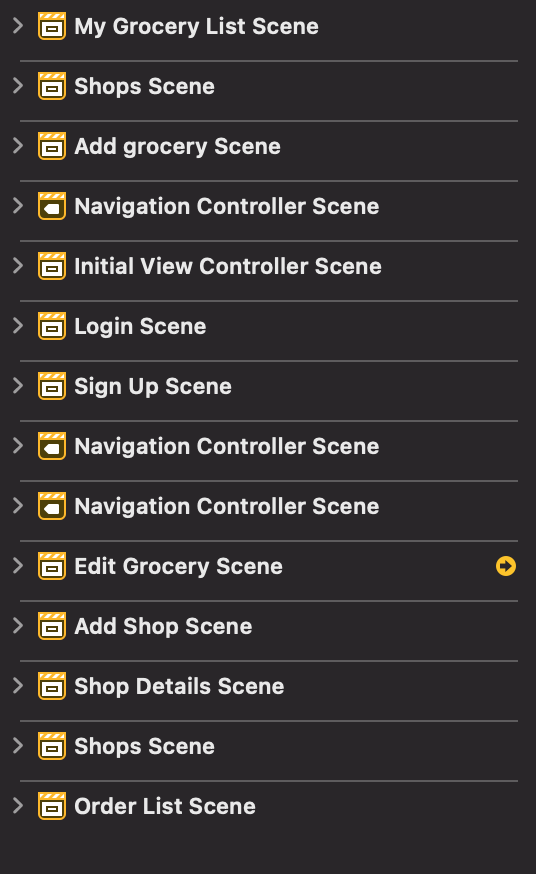 My Grocery List Scene
Shops Scene
Add grocery Scene
Navigation Controller Scene
Initial View Controller Scene
Login Scene
Sign Up Scene
Navigation Controller Scene
Navigation Controller Scene
Edit Grocery Scene
Add Shop Scene
Shop Details Scene
Shops Scene
Order List Scene